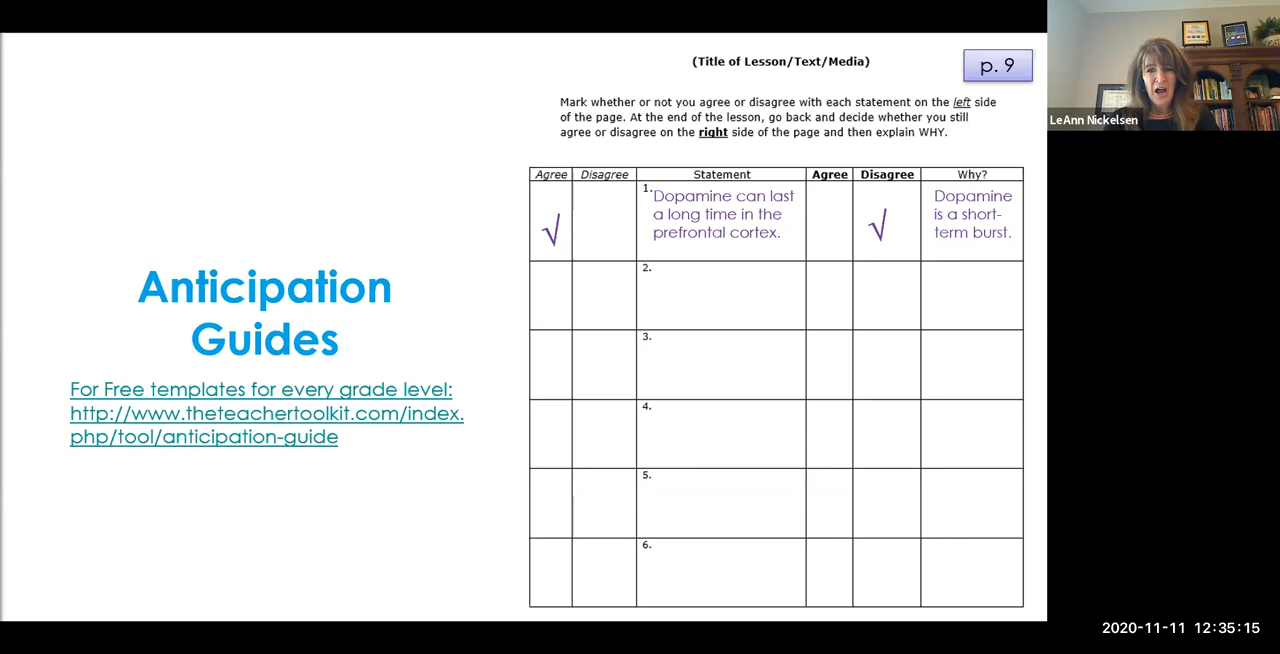 (Title of Lesson/Text/Media)
p. 9
LeAnn Nickelsen
Mark whether or not you agree or disagree with each statement on the left side
of the page. At the end of the lesson, go back and decide whether you still
agree or disagree on the right side of the page and then explain WHY.
Anticipation
Guides
For Free templates for every grade level:
http://www.theteachertoolkit.com/index.
php/tool/anticipation-guide
Agree Disagree Statement Agree Disagree Why?
1. Dopamine can last
a long time in the
prefrontal cortex.
√
√
Dopamine
is a short-
term burst.
2.
3.
4.
5.
6.
2020-11-11 12:35:15